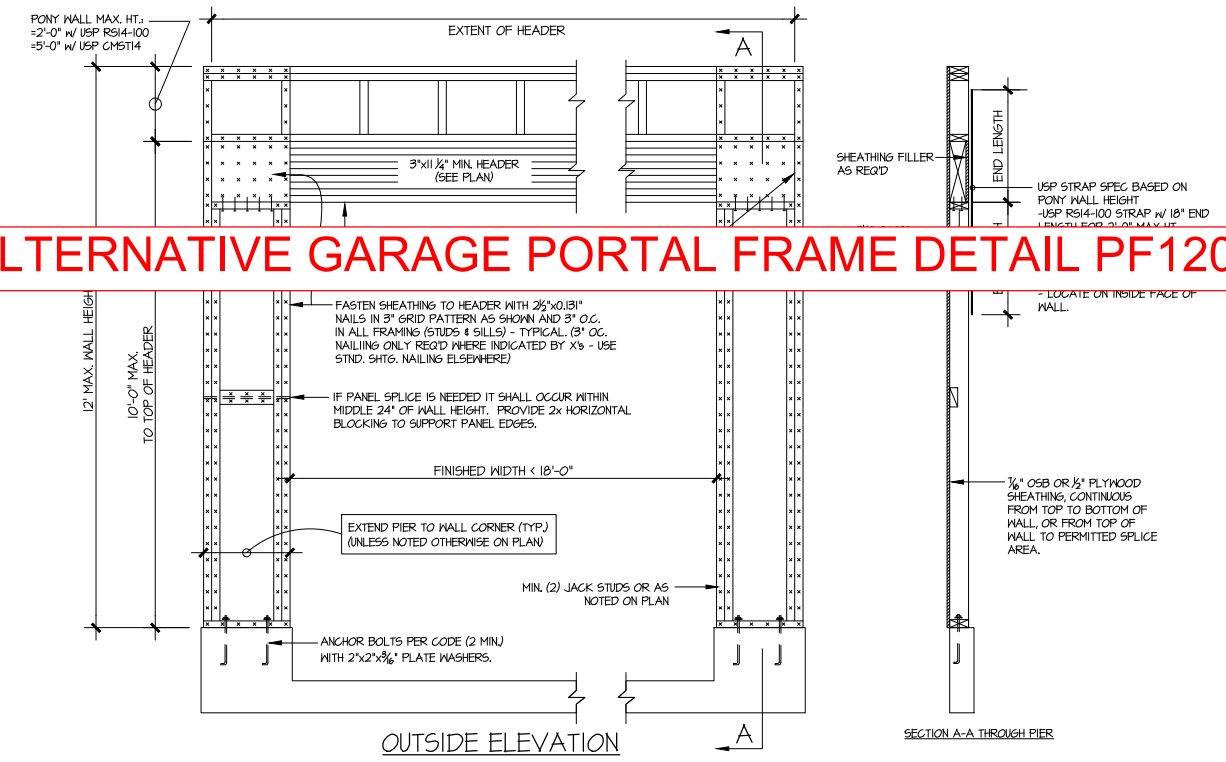 PONY WALL MAX. HT.:
=2'-0" W/ USP RS14-100
=5'-0" W/ USP CMST14
EXTENT OF HEADER
A
3"x11 1/4" MIN. HEADER
(SEE PLAN)
SHEATHING FILLER
AS REQ'D
END LENGTH
USP STRAP SPEC BASED ON
PONY WALL HEIGHT
-USP RS14-100 STRAP W/ 18" END
LTERNATIVE GARAGE PORTAL FRAME DETAIL PF120
- LOCATE ON INSIDE FACE OF
WALL.
12' MAX. WALL HEIGH
10'-0" MAX.
TO TOP OF HEADER
FASTEN SHEATHING TO HEADER WITH 2 1/2"x0.131"
NAILS IN 3" GRID PATTERN AS SHOWN AND 3" O.C.
IN ALL FRAMING (STUDS & SILLS) - TYPICAL. (3" OC.
NAILIING ONLY REQ'D WHERE INDICATED BY X's - USE
STND. SHTG. NAILING ELSEWHERE)
IF PANEL SPLICE IS NEEDED IT SHALL OCCUR WITHIN
MIDDLE 24" OF WALL HEIGHT. PROVIDE 2x HORIZONTAL
BLOCKING TO SUPPORT PANEL EDGES.
FINISHED WIDTH < 18'-0"
7/16" OSB OR 1/2" PLYWOOD
SHEATHING, CONTINUOUS
FROM TOP TO BOTTOM OF
WALL, OR FROM TOP OF
WALL TO PERMITTED SPLICE
AREA.
EXTEND PIER TO WALL CORNER (TYP.)
(UNLESS NOTED OTHERWISE ON PLAN)
MIN. (2) JACK STUDS OR AS
NOTED ON PLAN
ANCHOR BOLTS PER CODE (2 MIN.)
WITH 2"x2"x3/16" PLATE WASHERS.
A
OUTSIDE ELEVATION
SECTION A-A THROUGH PIER